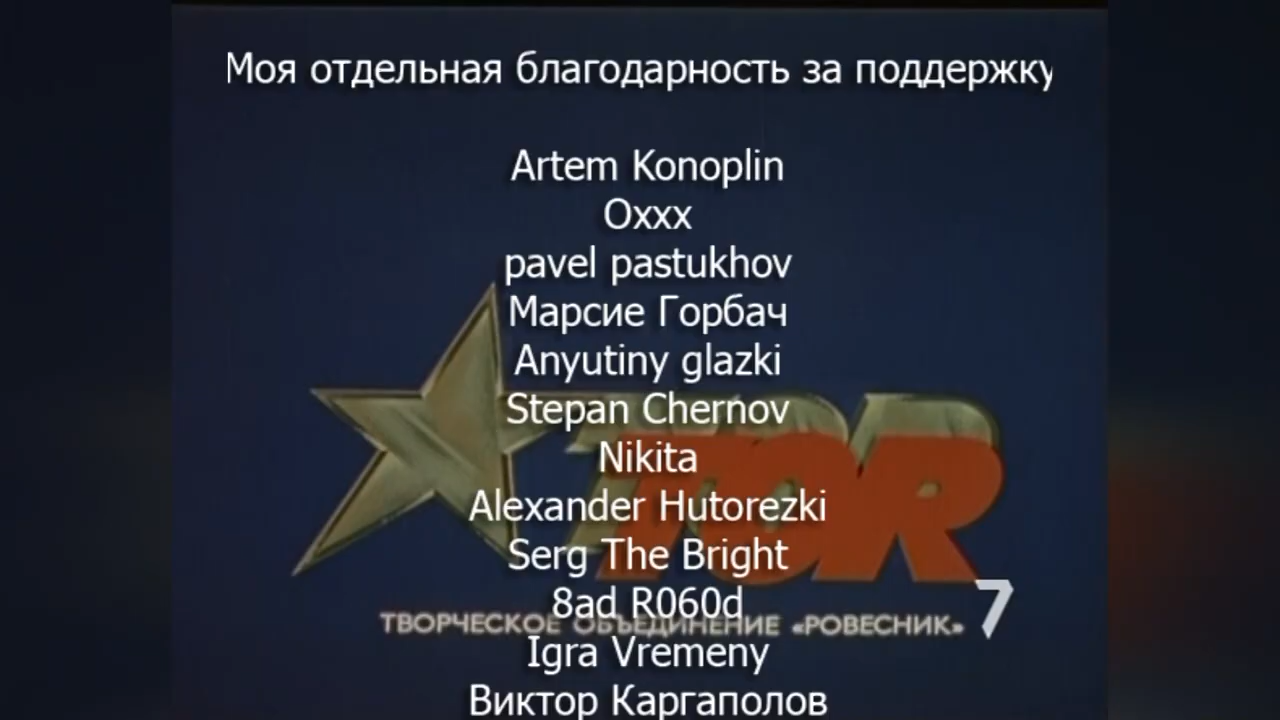 Моя отдельная благодарность за поддержку
Artem Konoplin
Oxxx
pavel pastukhov
Марсие Горбач
Anyutiny glazki
Stepan Chernov
Nikita
Alexander Hutorezki
Serg The Bright
8ad R060d
Igra Vremeny
Виктор Каргаполов
TOR
ТВОРЧЕСКОЕ ОБЪЕДИНЕНИЕ «РОВЕСНИК»
7